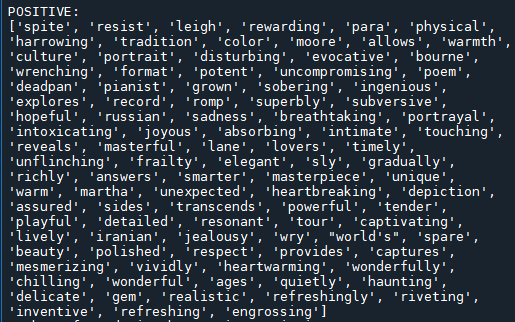 POSITIVE:
['spite', 'resist', 'leigh', 'rewarding', 'para', 'physical',
'harrowing', 'tradition', 'color', 'moore', 'allows', 'warmth',
'culture', 'portrait', 'disturbing', 'evocative', 'bourne',
'wrenching', 'format', 'potent', 'uncompromising', 'poem',
'deadpan', 'pianist', 'grown', 'sobering', 'ingenious',
'explores', 'record', 'romp', 'superbly', 'subversive',
'hopeful', 'russian', 'sadness', 'breathtaking', 'portrayal',
'intoxicating', 'joyous', 'absorbing', 'intimate', 'touching',
'reveals', 'masterful', 'lane', 'lovers', 'timely',
'unflinching', 'frailty', 'elegant', 'sly', 'gradually',
'richly', 'answers', 'smarter', 'masterpiece', 'unique',
'warm', 'martha', 'unexpected', 'heartbreaking', 'depiction',
'assured', 'sides', 'transcends', 'powerful', 'tender',
'playful', 'detailed', 'resonant', 'tour', 'captivating',
'lively', 'iranian', 'jealousy', 'wry', "world's", 'spare',
'beauty', 'polished', 'respect', 'provides', 'captures',
'mesmerizing', 'vividly', 'heartwarming', 'wonderfully',
'chilling', 'wonderful', 'ages', 'quietly', 'haunting',
'delicate', 'gem', 'realistic', 'refreshingly', 'riveting',
'inventive', 'refreshing', 'engrossing']